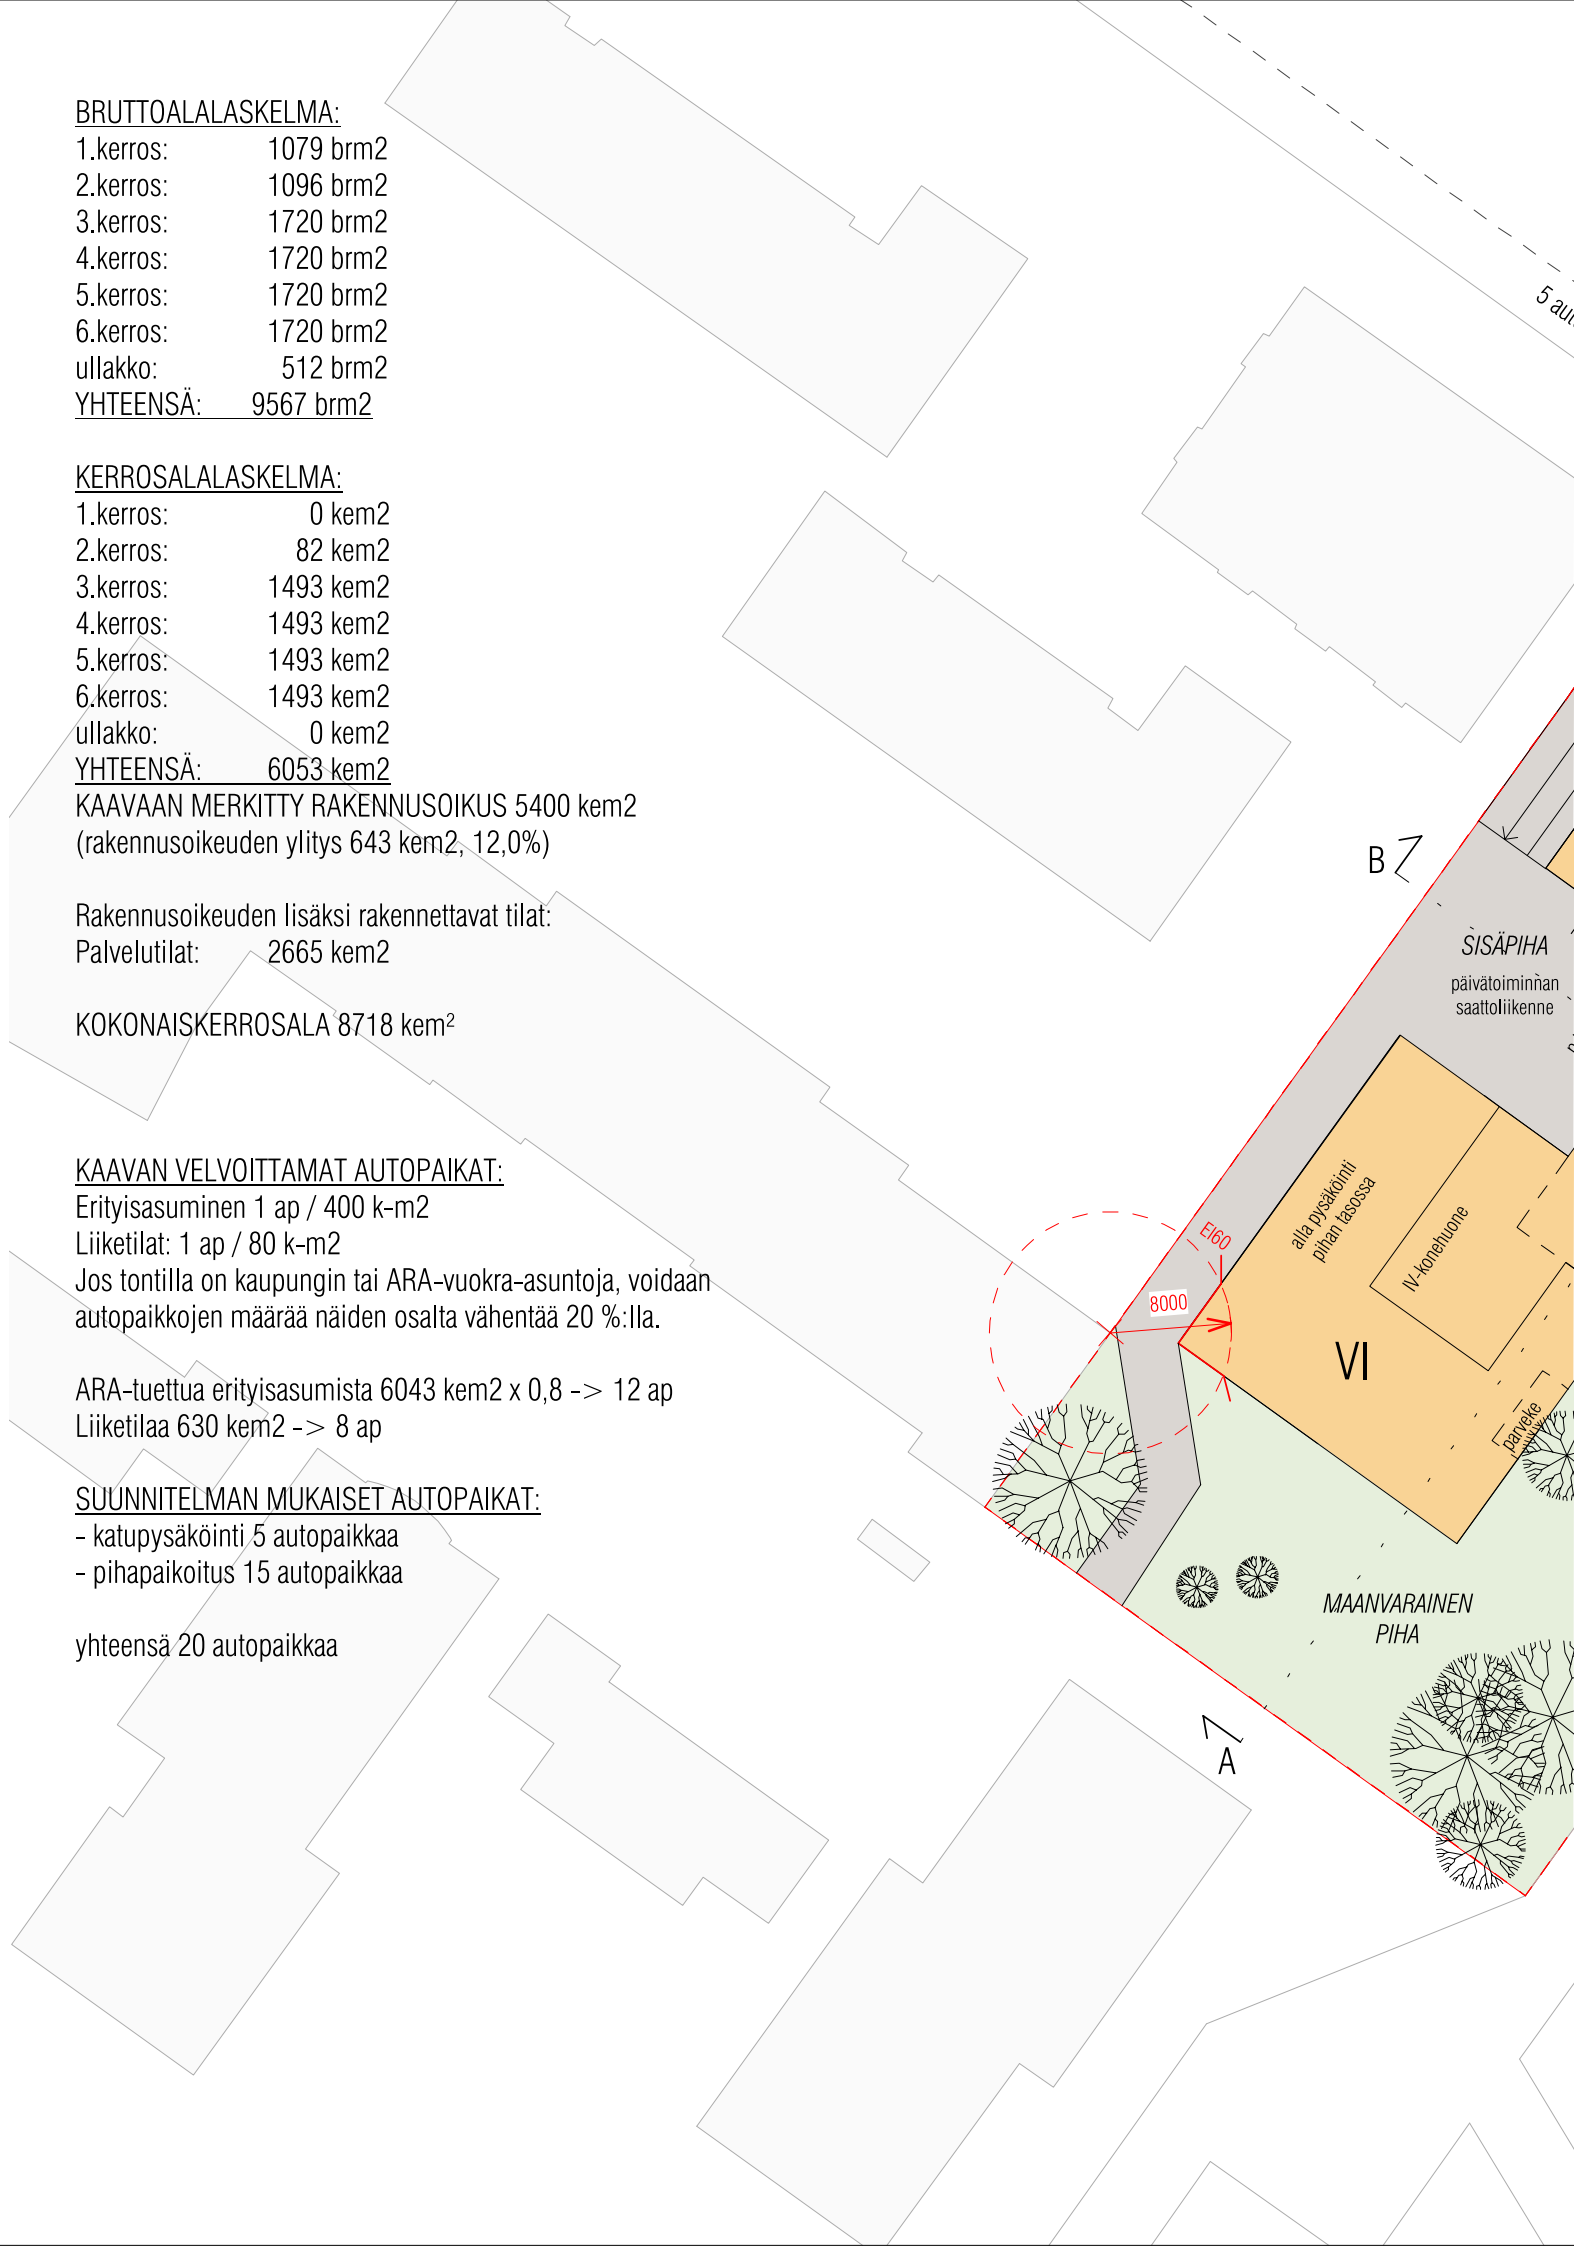 BRUTTOALALASKELMA:
1.kerros: 1079 brm2
2.kerros: 1096 brm2
3.kerros: 1720 brm2
4.kerros: 1720 brm2
5.kerros: 1720 brm2
6.kerros: 1720 brm2
ullakko: 512 brm2
YHTEENSÄ: 9567 brm2
KERROSALALASKELMA:
1.kerros: 0 kem2
2.kerros: 82 kem2
3.kerros: 1493 kem2
4.kerros: 1493 kem2
5.kerros: 1493 kem2
6.kerros: 1493 kem2
ullakko: 0 kem2
YHTEENSÄ: 6053 kem2
KAAVAAN MERKITTY RAKENNUSOIKUS 5400 kem2
(rakennusoikeuden ylitys 643 kem2, 12,0%)
Rakennusoikeuden lisäksi rakennettavat tilat:
Palvelutilat: 2665 kem2
KOKONAISKERROSALA 8718 kem²
KAAVAN VELVOITTAMAT AUTOPAIKAT:
Erityisasuminen 1 ap / 400 k-m2
Liiketilat: 1 ap / 80 k-m2
Jos tontilla on kaupungin tai ARA-vuokra-asuntoja, voidaan
autopaikkojen määrää näiden osalta vähentää 20 %:lla.
ARA-tuettua erityisasumista 6043 kem2 x 0,8 -> 12 ap
Liiketilaa 630 kem2 -> 8 ap
SUUNNITELMAN MUKAISET AUTOPAIKAT:
- katupysäköinti 5 autopaikkaa
- pihapaikoitus 15 autopaikkaa
yhteensä 20 autopaikkaa
5 aut
B
SISÄPIHA
päivätoiminnan
saattoliikenne
alla pysäköinti
pihan tasossa
IV-konehuone
EI60
8000
VI
parveke
MAANVARAINEN
PIHA
A